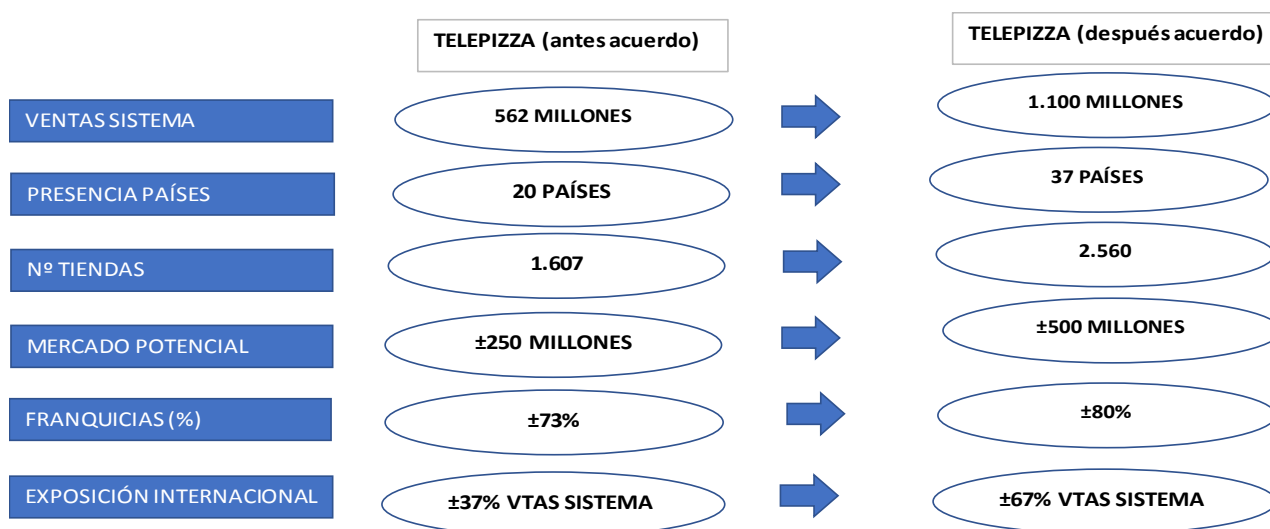 TELEPIZZA (antes acuerdo)
TELEPIZZA (después acuerdo)
VENTAS SISTEMA
562 MILLONES
1.100 MILLONES
PRESENCIA PAÍSES
20 PAÍSES
37 PAÍSES
Nº TIENDAS
1.607
2.560
MERCADO POTENCIAL
±250 MILLONES
±500 MILLONES
FRANQUICIAS (%)
±73%
±80%
EXPOSICIÓN INTERNACIONAL
±37% VTAS SISTEMA
±67% VTAS SISTEMA